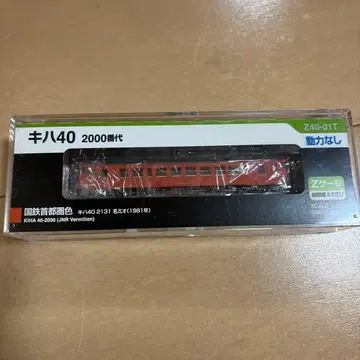 キハ40 2000番代
Z40-01T
動力なし
Zゲージ
国鉄首都圏色 キハ40 2131 名ミオ(1981年)
KIHA 40-2000 (JNR Vermilion)